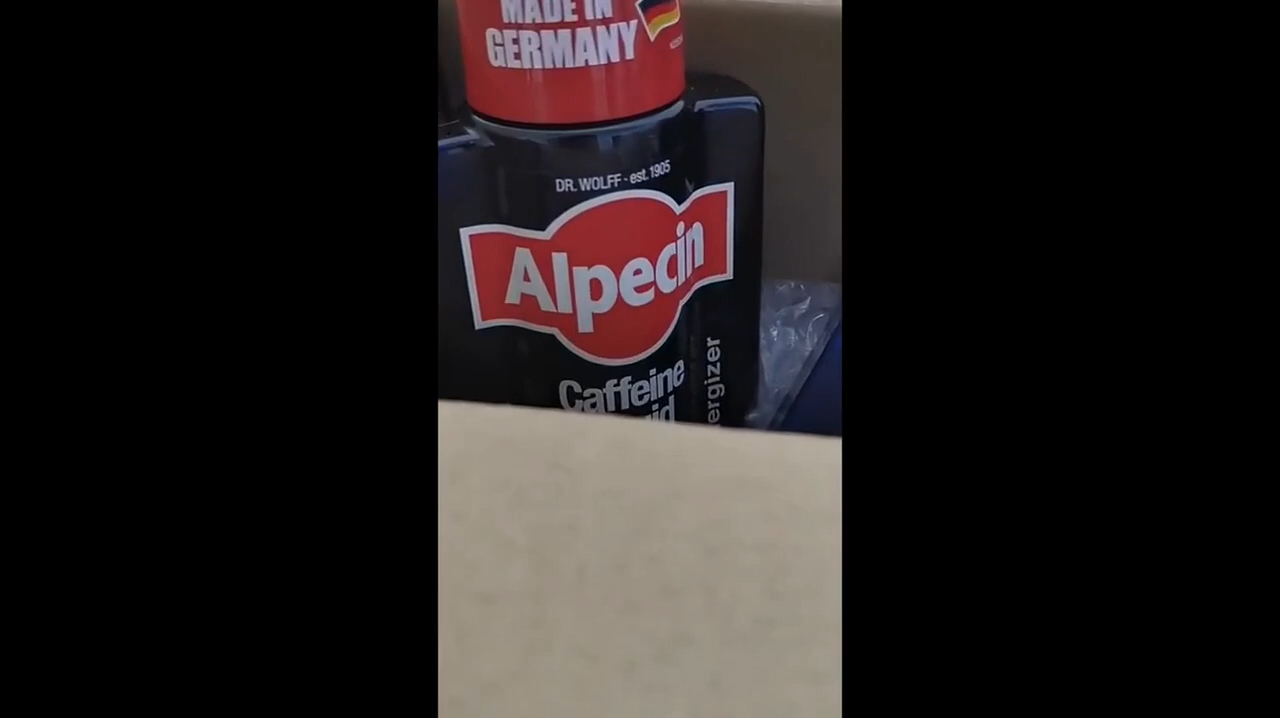 MADE IN
GERMANY
DR. WOLFF - est. 1905
Alpecin
Caffeine